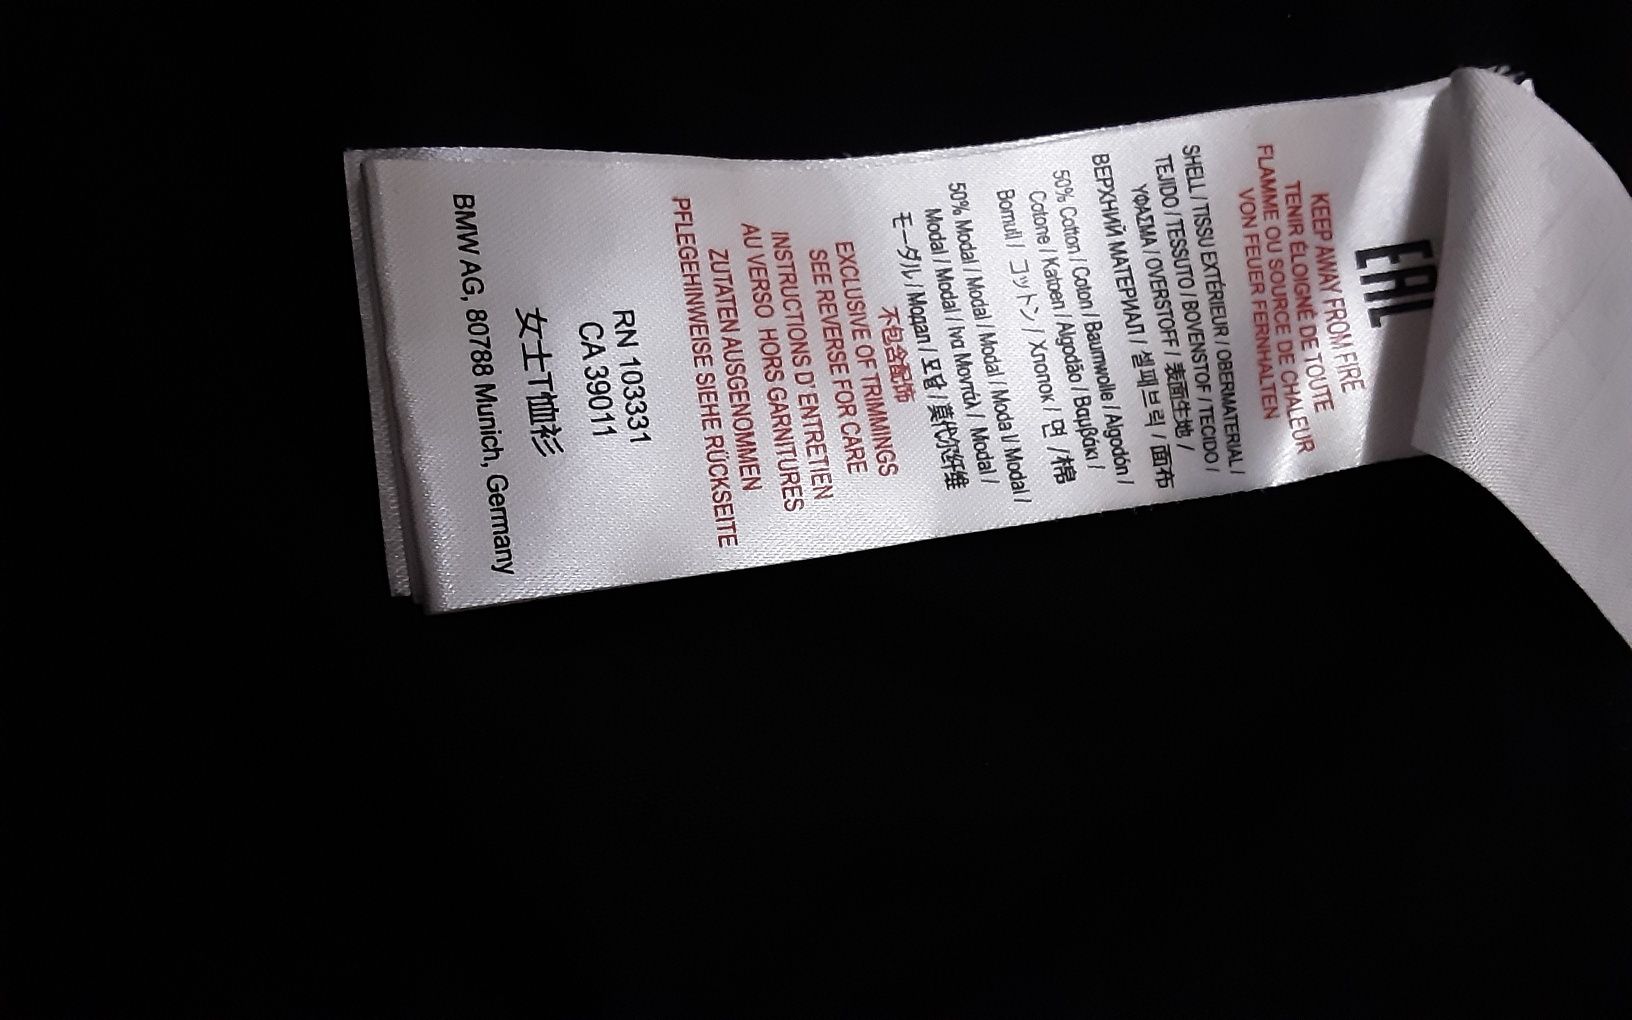 EAC
KEEP AWAY FROM FIRE
TENIR ÉLOIGNÉ DE TOUTE
FLAMME OU SOURCE DE CHALEUR
VON FEUER FERNHALTEN
SHELL / TISSU EXTÉRIEUR / OBERMATERIAL /
TEJIDO / TESSUTO / BOVENSTOF / TECIDO /
ΥΦΑΣΜΑ / OVERSTOFF / 表面生地 /
ВЕРХНИЙ МАТЕРИАЛ / 셀패브릭 / 面布
50% Cotton / Coton / Baumwolle / Algodón /
Cotone / Katoen / Algodão / Βαμβάκι /
Bomull / コットン / Хлопок / 면 / 棉
50% Modal / Modal / Modal / Moda l/ Modal /
Modal / Modal / Ίνα Μοντάλ / Modal /
モーダル / Модал / 모달 / 莫代尔纤维
不包含配饰
EXCLUSIVE OF TRIMMINGS
SEE REVERSE FOR CARE
INSTRUCTIONS D'ENTRETIEN
AU VERSO HORS GARNITURES
ZUTATEN AUSGENOMMEN
PFLEGEHINWEISE SIEHE RÜCKSEITE
RN 103331
CA 39011
女士T恤衫
BMW AG, 80788 Munich, Germany